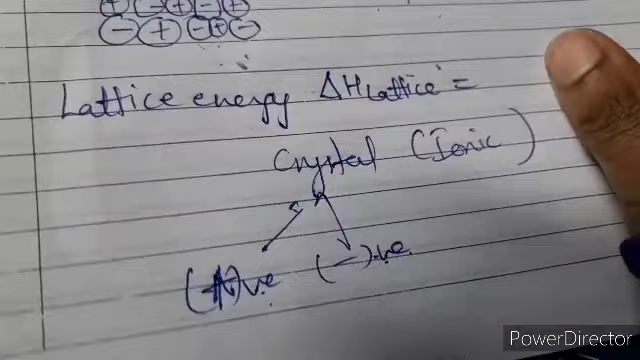 ⊕ ⊖ ⊕ ⊖ ⊕
⊖ ⊕ ⊖ ⊕ ⊖
Lattice energy ΔHLattice =
Crystal (Ionic)
(+)ve (-)ve
PowerDirector